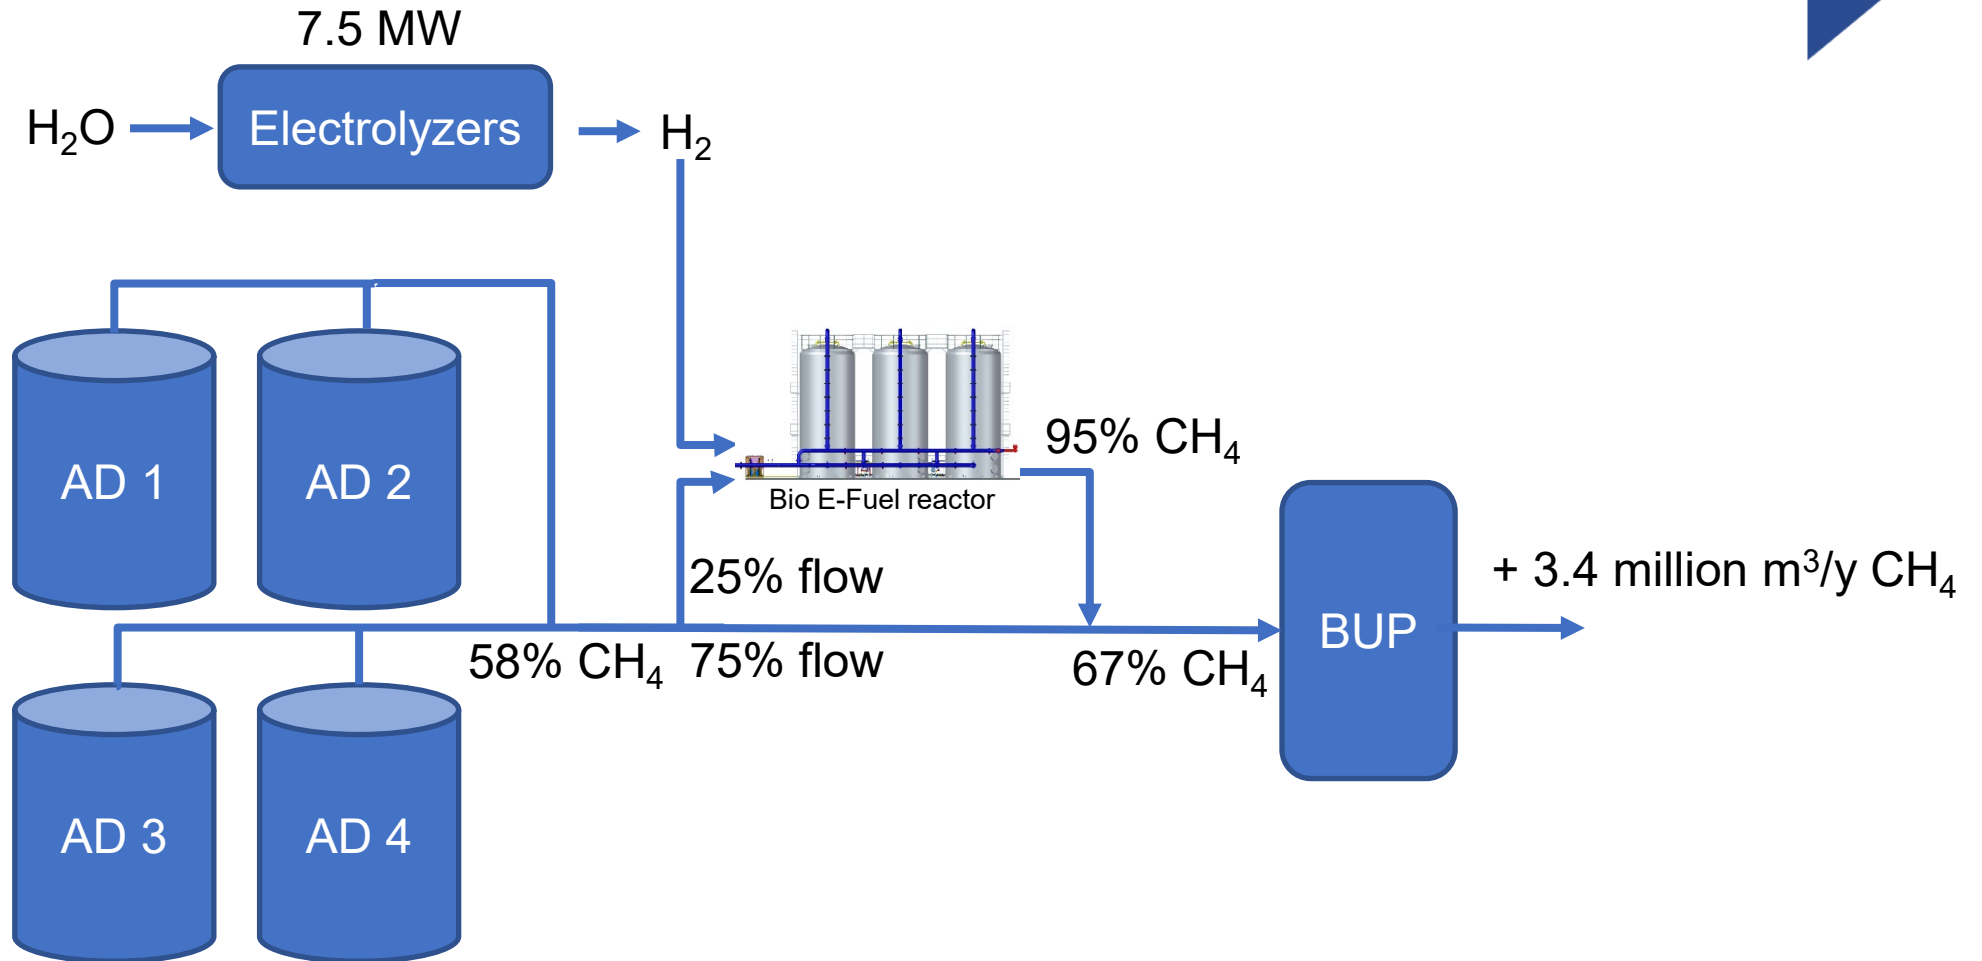 7.5 MW
H₂O
Electrolyzers
H₂
AD 1
AD 2
95% CH₄
Bio E-Fuel reactor
25% flow
+ 3.4 million m³/y CH₄
BUP
58% CH₄
75% flow
67% CH₄
AD 3
AD 4